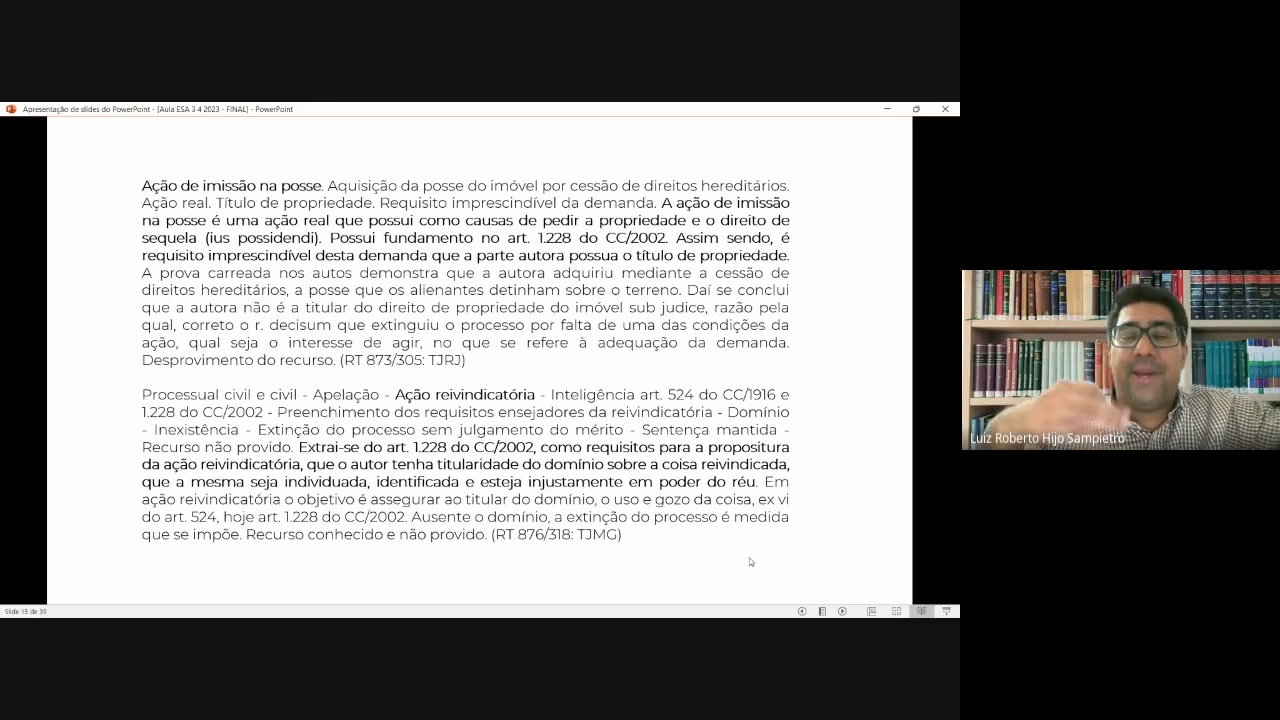 Apresentação de slides do PowerPoint - [Aula ESA 3 4 2023 - FINAL] - PowerPoint
Ação de imissão na posse. Aquisição da posse do imóvel por cessão de direitos hereditários.
Ação real. Título de propriedade. Requisito imprescindível da demanda. A ação de imissão
na posse é uma ação real que possui como causas de pedir a propriedade e o direito de
sequela (ius possidendi). Possui fundamento no art. 1.228 do CC/2002. Assim sendo, é
requisito imprescindível desta demanda que a parte autora possua o título de propriedade.
A prova carreada nos autos demonstra que a autora adquiriu mediante a cessão de
direitos hereditários, a posse que os alienantes detinham sobre o terreno. Daí se conclui
que a autora não é a titular do direito de propriedade do imóvel sub judice, razão pela
qual, correto o r. decisum que extinguiu o processo por falta de uma das condições da
ação, qual seja o interesse de agir, no que se refere à adequação da demanda.
Desprovimento do recurso. (RT 873/305: TJRJ)
Processual civil e civil - Apelação - Ação reivindicatória - Inteligência art. 524 do CC/1916 e
1.228 do CC/2002 - Preenchimento dos requisitos ensejadores da reivindicatória - Domínio
- Inexistência - Extinção do processo sem julgamento do mérito - Sentença mantida -
Recurso não provido. Extrai-se do art. 1.228 do CC/2002, como requisitos para a propositura
da ação reivindicatória, que o autor tenha titularidade do domínio sobre a coisa reivindicada,
que a mesma seja individuada, identificada e esteja injustamente em poder do réu. Em
ação reivindicatória o objetivo é assegurar ao titular do domínio, o uso e gozo da coisa, ex vi
do art. 524, hoje art. 1.228 do CC/2002. Ausente o domínio, a extinção do processo é medida
que se impõe. Recurso conhecido e não provido. (RT 876/318: TJMG)
Luiz Roberto Hijo Sampietro
Slide 15 de 39